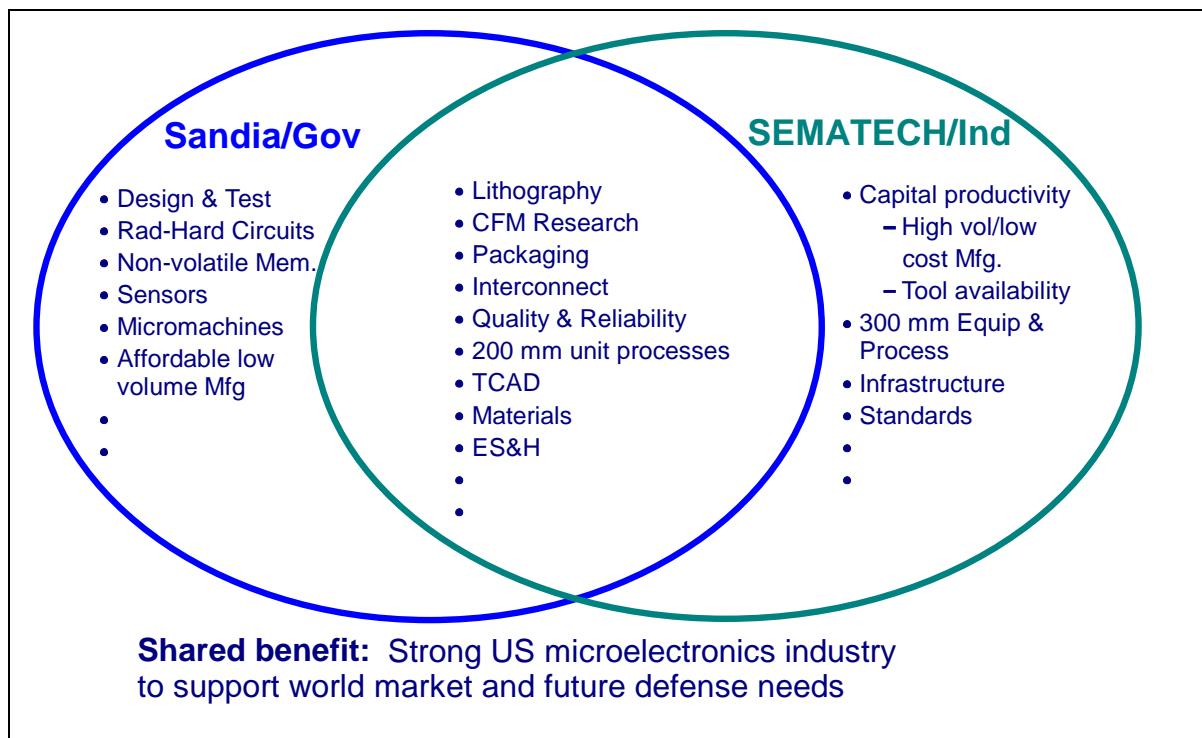 Sandia/Gov
• Design & Test
• Rad-Hard Circuits
• Non-volatile Mem.
• Sensors
• Micromachines
• Affordable low
volume Mfg
•
•
• Lithography
• CFM Research
• Packaging
• Interconnect
• Quality & Reliability
• 200 mm unit processes
• TCAD
• Materials
• ES&H
•
•
SEMATECH/Ind
• Capital productivity
– High vol/low
cost Mfg.
– Tool availability
• 300 mm Equip &
Process
• Infrastructure
• Standards
•
•
Shared benefit: Strong US microelectronics industry
to support world market and future defense needs